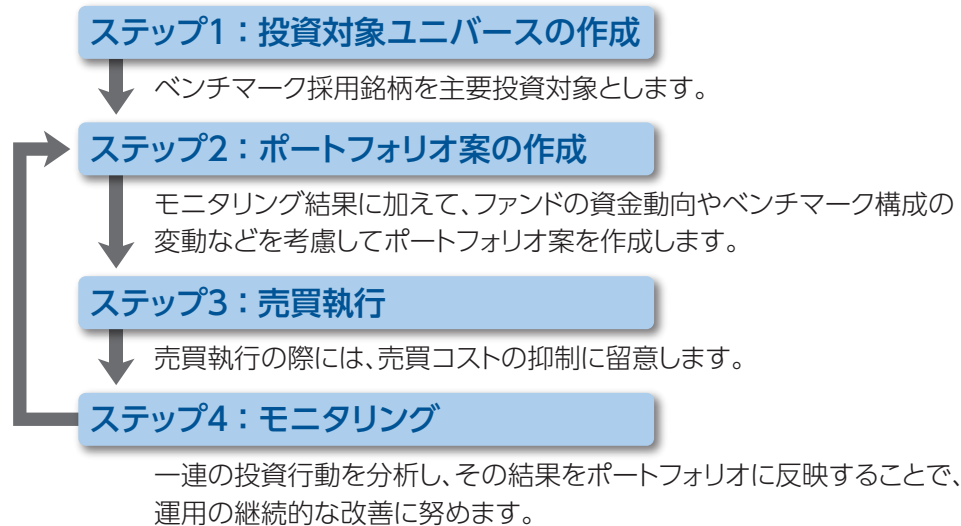 ステップ1：投資対象ユニバースの作成
ベンチマーク採用銘柄を主要投資対象とします。
ステップ2：ポートフォリオ案の作成
モニタリング結果に加えて、ファンドの資金動向やベンチマーク構成の
変動などを考慮してポートフォリオ案を作成します。
ステップ3：売買執行
売買執行の際には、売買コストの抑制に留意します。
ステップ4：モニタリング
一連の投資行動を分析し、その結果をポートフォリオに反映することで、
運用の継続的な改善に努めます。